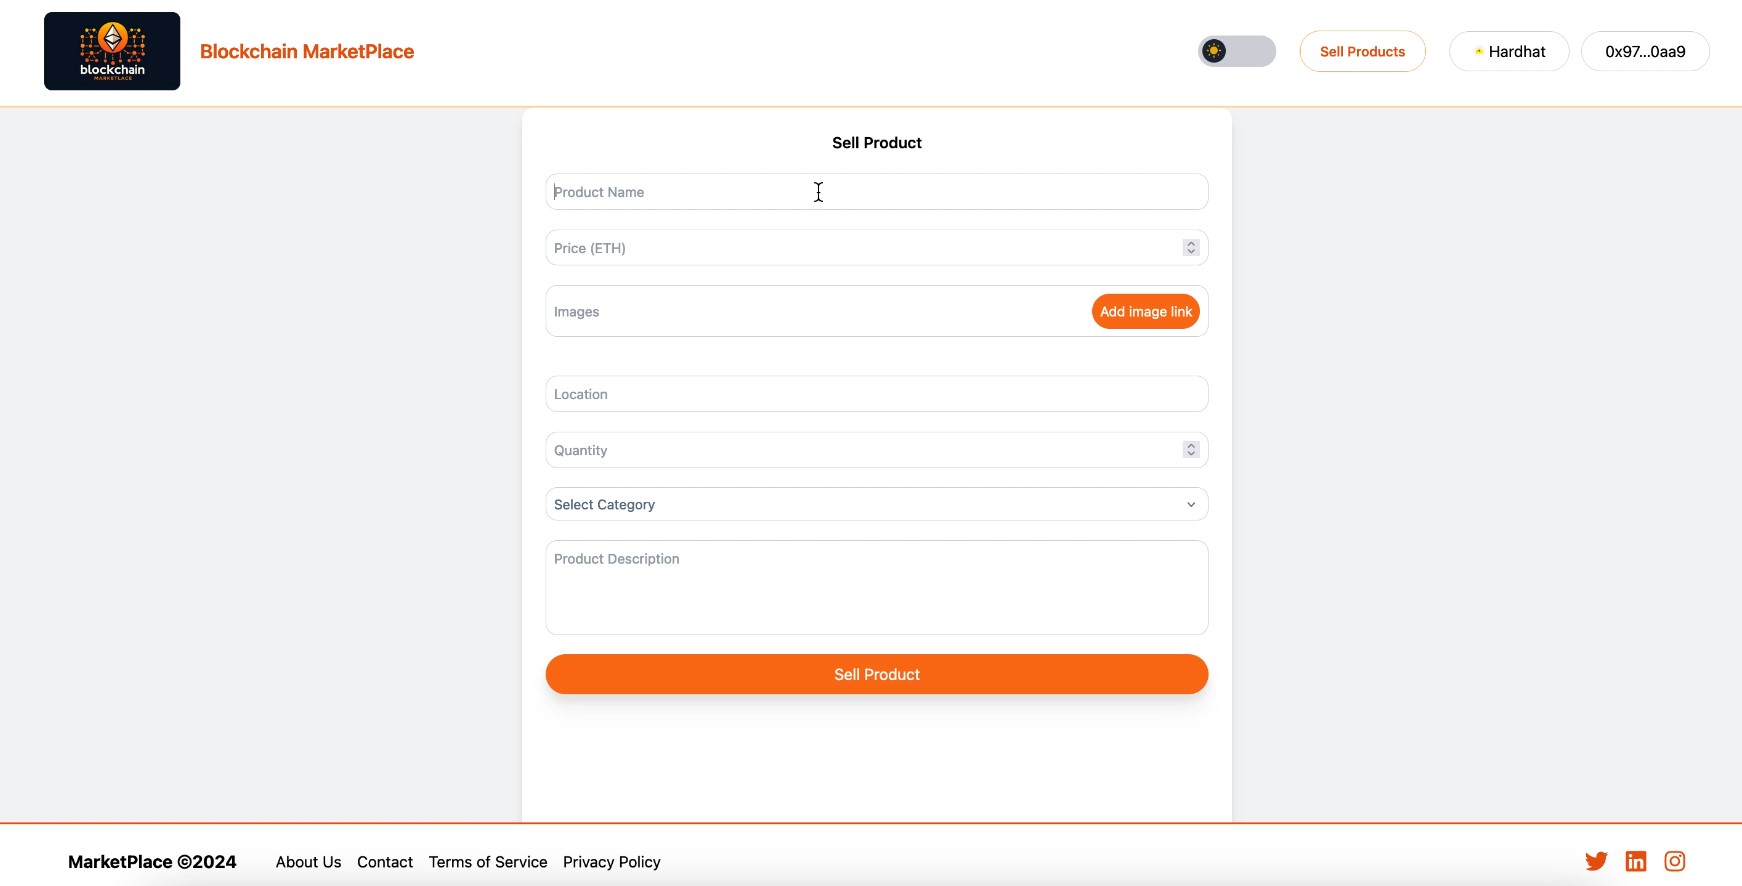 blockchain
MARKETPLACE
Blockchain MarketPlace
Sell Products
Hardhat
0x97...0aa9
Sell Product
Product Name
Price (ETH)
Images
Add image link
Location
Quantity
Select Category
Product Description
Sell Product
MarketPlace ©2024
About Us
Contact
Terms of Service
Privacy Policy
in